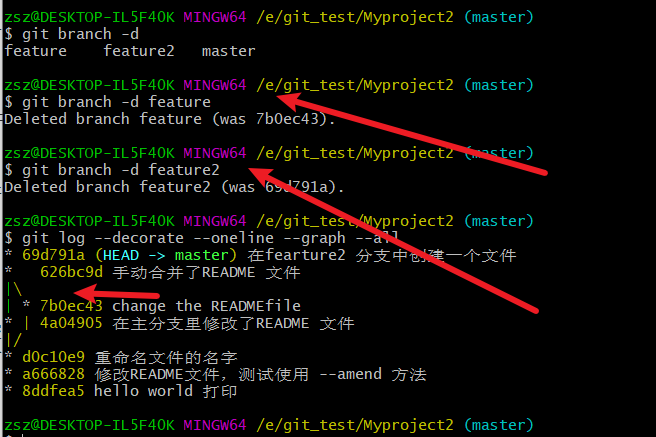 zsz@DESKTOP-IL5F40K MINGW64 /e/git_test/Myproject2 (master)
$ git branch -d
feature    feature2   master
zsz@DESKTOP-IL5F40K MINGW64 /e/git_test/Myproject2 (master)
$ git branch -d feature
Deleted branch feature (was 7b0ec43).
zsz@DESKTOP-IL5F40K MINGW64 /e/git_test/Myproject2 (master)
$ git branch -d feature2
Deleted branch feature2 (was 69d791a).
zsz@DESKTOP-IL5F40K MINGW64 /e/git_test/Myproject2 (master)
$ git log --decorate --oneline --graph --all
* 69d791a (HEAD -> master) 在fearture2 分支中创建一个文件
*   626bc9d 手动合并了README 文件
|\
| * 7b0ec43 change the READMEfile
* | 4a04905 在主分支里修改了README 文件
|/
* d0c10e9 重命名文件的名字
* a666828 修改README文件, 测试使用 --amend 方法
* 8ddfea5 hello world 打印
zsz@DESKTOP-IL5F40K MINGW64 /e/git_test/Myproject2 (master)